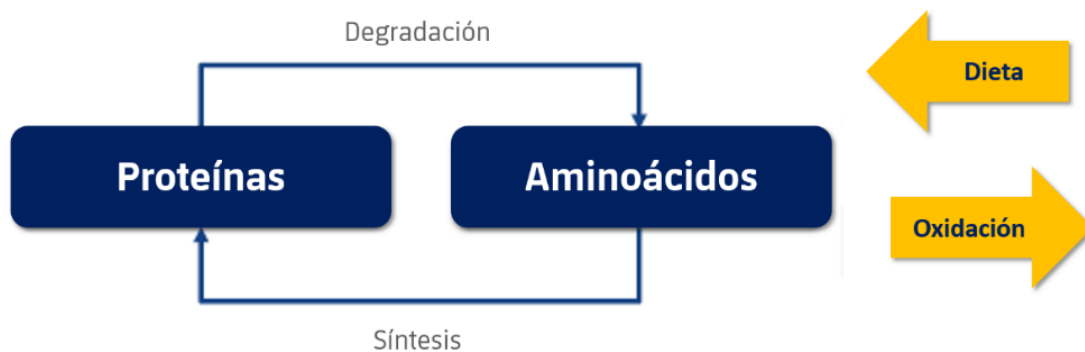 Degradación
Dieta
Proteínas
Aminoácidos
Oxidación
Síntesis